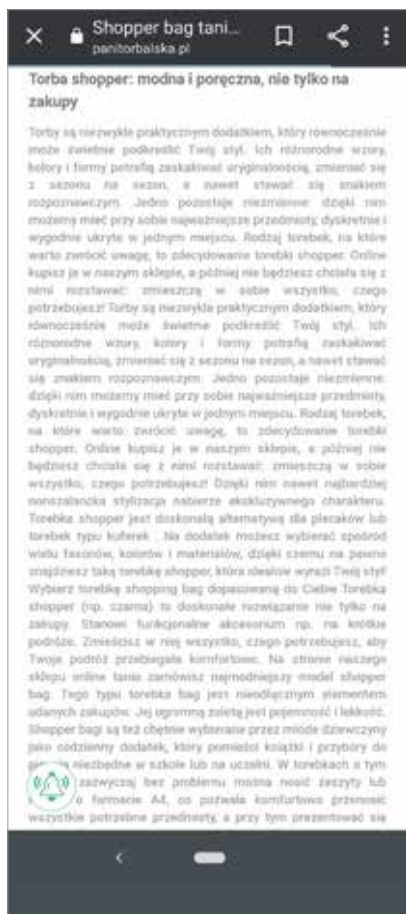 Shopper bag tani...
panitorbalska.pl
Torba shopper: modna i poręczna, nie tylko na
zakupy
Torby są niezwykle praktycznym dodatkiem, który równocześnie
może świetnie podkreślić Twój styl. Ich różnorodne wzory,
kolory i formy potrafią zaskakiwać oryginalnością, zmieniać się
z sezonu na sezon, a nawet stawać się znakiem
rozpoznawczym. Jedno pozostaje niezmienne: dzięki nim
możemy mieć przy sobie najważniejsze przedmioty, dyskretnie i
wygodnie ukryte w jednym miejscu. Rodzaj torebek, na które
warto zwrócić uwagę, to zdecydowanie torebki shopper. Online
kupisz je w naszym sklepie, a później nie będziesz chciała się z
nimi rozstawać: zmieszczą w sobie wszystko, czego
potrzebujesz! Torby są niezwykle praktycznym dodatkiem, który
równocześnie może świetnie podkreślić Twój styl. Ich
różnorodne wzory, kolory i formy potrafią zaskakiwać
oryginalnością, zmieniać się z sezonu na sezon, a nawet stawać
się znakiem rozpoznawczym. Jedno pozostaje niezmienne:
dzięki nim możemy mieć przy sobie najważniejsze przedmioty,
dyskretnie i wygodnie ukryte w jednym miejscu. Rodzaj torebek,
na które warto zwrócić uwagę, to zdecydowanie torebki
shopper. Online kupisz je w naszym sklepie, a później nie
będziesz chciała się z nimi rozstawać: zmieszczą w sobie
wszystko, czego potrzebujesz! Dzięki nim nawet najbardziej
nonszalancka stylizacja nabierze ekskluzywnego charakteru.
Torebka shopper jest doskonałą alternatywą dla plecaków lub
torebek typu kuferek . Na dodatek możesz wybierać spośród
wielu fasonów, kolorów i materiałów, dzięki czemu na pewno
znajdziesz taką torebkę shopper, która idealnie wyrazi Twój styl!
Wybierz torebkę shopping bag dopasowaną do Ciebie Torebka
shopper (np. czarna) to doskonałe rozwiązanie nie tylko na
zakupy. Stanowi funkcjonalne akcesorium np. na krótkie
podróże. Zmieścisz w niej wszystko, czego potrzebujesz, aby
Twoja podróż przebiegała komfortowo. Na stronie naszego
sklepu online tanio zamówisz najmodniejszy model shopper
bag. Tego typu torebka bag jest nieodłącznym elementem
udanych zakupów. Jej ogromną zaletą jest pojemność i lekkość.
Shopper bagi są też chętnie wybierane przez młode dziewczyny
jako codzienny dodatek, który pomieści książki i przybory do
niezbędne w szkole lub na uczelni. W torebkach o tym
zazwyczaj bez problemu można nosić zeszyty lub
o formacie A4, co pozwala komfortowo przenosić
wszystkie potrzebne przedmioty, a przy tym prezentować się